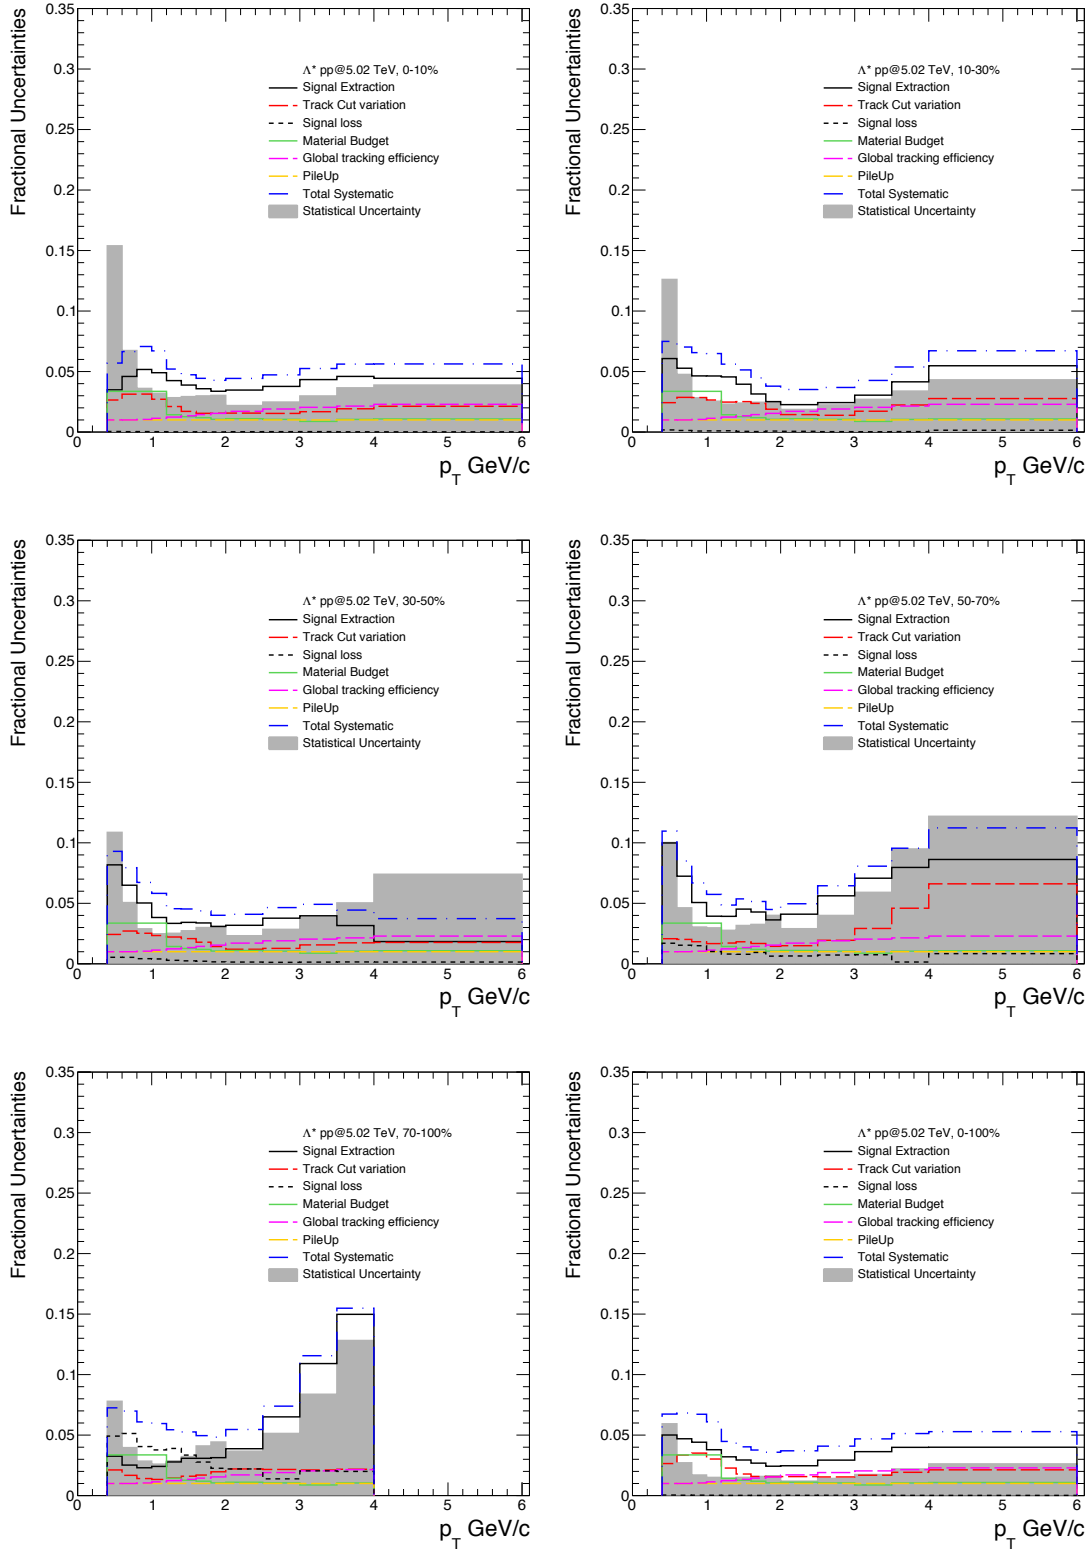 Fractional Uncertainties
0.35
0.3
0.25
0.2
0.15
0.1
0.05
0
Λ* pp@5.02 TeV, 0-10%
Signal Extraction
Track Cut variation
Signal loss
Material Budget
Global tracking efficiency
PileUp
Total Systematic
Statistical Uncertainty
0 1 2 3 4 5 6
p_T GeV/c
Fractional Uncertainties
0.35
0.3
0.25
0.2
0.15
0.1
0.05
0
Λ* pp@5.02 TeV, 10-30%
Signal Extraction
Track Cut variation
Signal loss
Material Budget
Global tracking efficiency
PileUp
Total Systematic
Statistical Uncertainty
0 1 2 3 4 5 6
p_T GeV/c
Fractional Uncertainties
0.35
0.3
0.25
0.2
0.15
0.1
0.05
0
Λ* pp@5.02 TeV, 30-50%
Signal Extraction
Track Cut variation
Signal loss
Material Budget
Global tracking efficiency
PileUp
Total Systematic
Statistical Uncertainty
0 1 2 3 4 5 6
p_T GeV/c
Fractional Uncertainties
0.35
0.3
0.25
0.2
0.15
0.1
0.05
0
Λ* pp@5.02 TeV, 50-70%
Signal Extraction
Track Cut variation
Signal loss
Material Budget
Global tracking efficiency
PileUp
Total Systematic
Statistical Uncertainty
0 1 2 3 4 5 6
p_T GeV/c
Fractional Uncertainties
0.35
0.3
0.25
0.2
0.15
0.1
0.05
0
Λ* pp@5.02 TeV, 70-100%
Signal Extraction
Track Cut variation
Signal loss
Material Budget
Global tracking efficiency
PileUp
Total Systematic
Statistical Uncertainty
0 1 2 3 4 5 6
p_T GeV/c
Fractional Uncertainties
0.35
0.3
0.25
0.2
0.15
0.1
0.05
0
Λ* pp@5.02 TeV, 0-100%
Signal Extraction
Track Cut variation
Signal loss
Material Budget
Global tracking efficiency
PileUp
Total Systematic
Statistical Uncertainty
0 1 2 3 4 5 6
p_T GeV/c